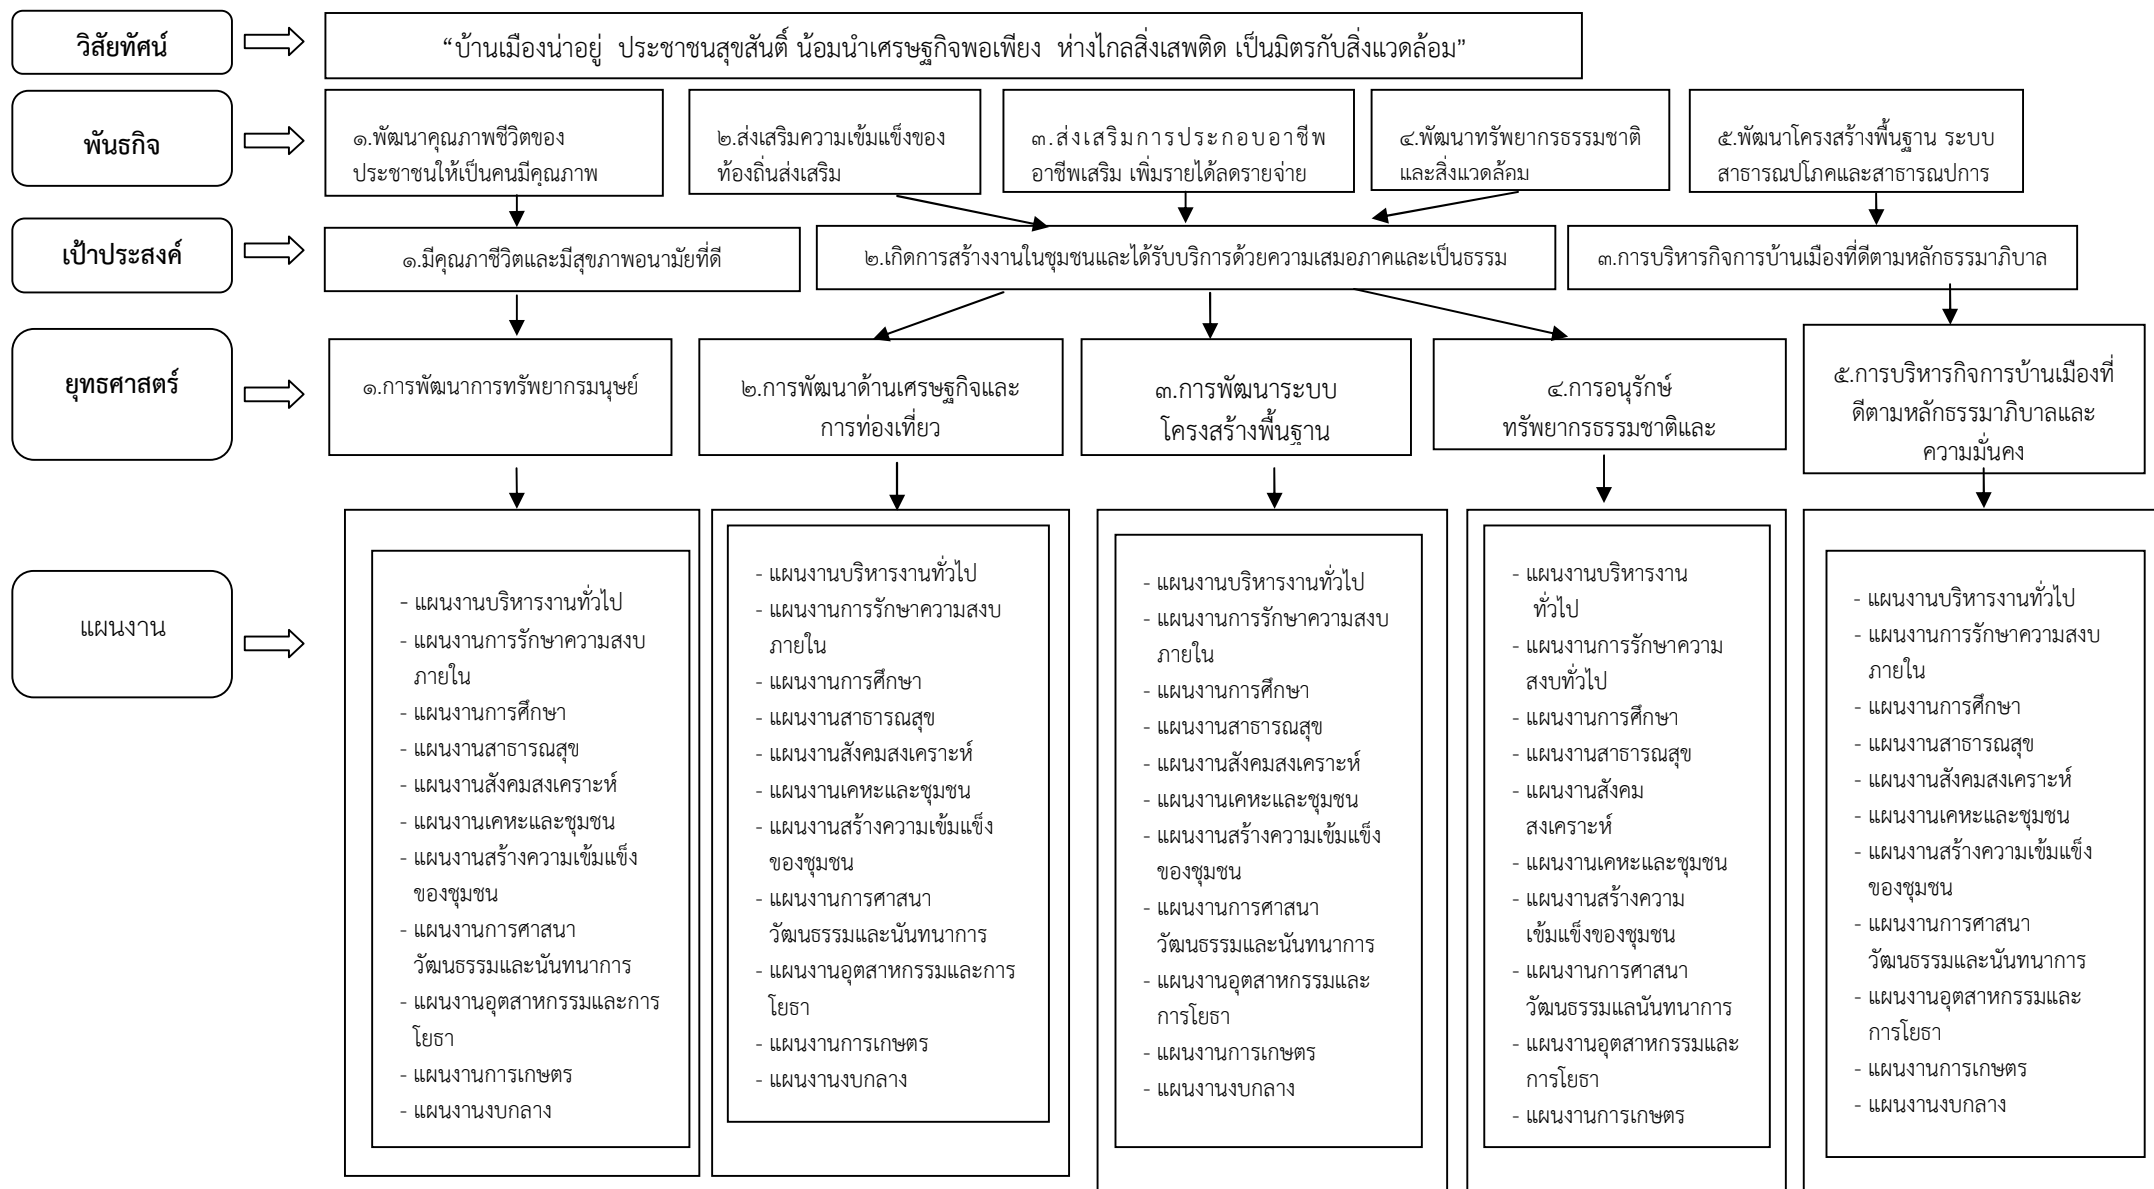 วิสัยทัศน์
“บ้านเมืองน่าอยู่  ประชาชนสุขสันติ์ น้อมนำเศรษฐกิจพอเพียง  ห่างไกลสิ่งเสพติด เป็นมิตรกับสิ่งแวดล้อม”
พันธกิจ
๑.พัฒนาคุณภาพชีวิตของ
ประชาชนให้เป็นคนมีคุณภาพ
๒.ส่งเสริมความเข้มแข็งของ
ท้องถิ่นส่งเสริม
๓.ส่งเสริมการประกอบอาชีพ
อาชีพเสริม เพิ่มรายได้ลดรายจ่าย
๔.พัฒนาทรัพยากรธรรมชาติ
และสิ่งแวดล้อม
๕.พัฒนาโครงสร้างพื้นฐาน ระบบ
สาธารณปโภคและสาธารณปการ
เป้าประสงค์
๑.มีคุณภาชีวิตและมีสุขภาพอนามัยที่ดี
๒.เกิดการสร้างงานในชุมชนและได้รับบริการด้วยความเสมอภาคและเป็นธรรม
๓.การบริหารกิจการบ้านเมืองที่ดีตามหลักธรรมาภิบาล
ยุทธศาสตร์
๑.การพัฒนาการทรัพยากรมนุษย์
๒.การพัฒนาด้านเศรษฐกิจและ
การท่องเที่ยว
๓.การพัฒนาระบบ
โครงสร้างพื้นฐาน
๔.การอนุรักษ์
ทรัพยากรธรรมชาติและ
๕.การบริหารกิจการบ้านเมืองที่
ดีตามหลักธรรมาภิบาลและ
ความมั่นคง
แผนงาน
- แผนงานบริหารงานทั่วไป
- แผนงานการรักษาความสงบ
ภายใน
- แผนงานการศึกษา
- แผนงานสาธารณสุข
- แผนงานสังคมสงเคราะห์
- แผนงานเคหะและชุมชน
- แผนงานสร้างความเข้มแข็ง
ของชุมชน
- แผนงานการศาสนา
วัฒนธรรมและนันทนาการ
- แผนงานอุตสาหกรรมและการ
โยธา
- แผนงานการเกษตร
- แผนงานงบกลาง
- แผนงานบริหารงานทั่วไป
- แผนงานการรักษาความสงบ
ภายใน
- แผนงานการศึกษา
- แผนงานสาธารณสุข
- แผนงานสังคมสงเคราะห์
- แผนงานเคหะและชุมชน
- แผนงานสร้างความเข้มแข็ง
ของชุมชน
- แผนงานการศาสนา
วัฒนธรรมและนันทนาการ
- แผนงานอุตสาหกรรมและการ
โยธา
- แผนงานการเกษตร
- แผนงานงบกลาง
- แผนงานบริหารงานทั่วไป
- แผนงานการรักษาความสงบ
ภายใน
- แผนงานการศึกษา
- แผนงานสาธารณสุข
- แผนงานสังคมสงเคราะห์
- แผนงานเคหะและชุมชน
- แผนงานสร้างความเข้มแข็ง
ของชุมชน
- แผนงานการศาสนา
วัฒนธรรมและนันทนาการ
- แผนงานอุตสาหกรรมและ
การโยธา
- แผนงานการเกษตร
- แผนงานงบกลาง
- แผนงานบริหารงาน
ทั่วไป
- แผนงานการรักษาความ
สงบทั่วไป
- แผนงานการศึกษา
- แผนงานสาธารณสุข
- แผนงานสังคม
สงเคราะห์
- แผนงานเคหะและชุมชน
- แผนงานสร้างความ
เข้มแข็งของชุมชน
- แผนงานการศาสนา
วัฒนธรรมแลนันทนาการ
- แผนงานอุตสาหกรรมและ
การโยธา
- แผนงานการเกษตร
- แผนงานบริหารงานทั่วไป
- แผนงานการรักษาความสงบ
ภายใน
- แผนงานการศึกษา
- แผนงานสาธารณสุข
- แผนงานสังคมสงเคราะห์
- แผนงานเคหะและชุมชน
- แผนงานสร้างความเข้มแข็ง
ของชุมชน
- แผนงานการศาสนา
วัฒนธรรมและนันทนาการ
- แผนงานอุตสาหกรรมและ
การโยธา
- แผนงานการเกษตร
- แผนงานงบกลาง